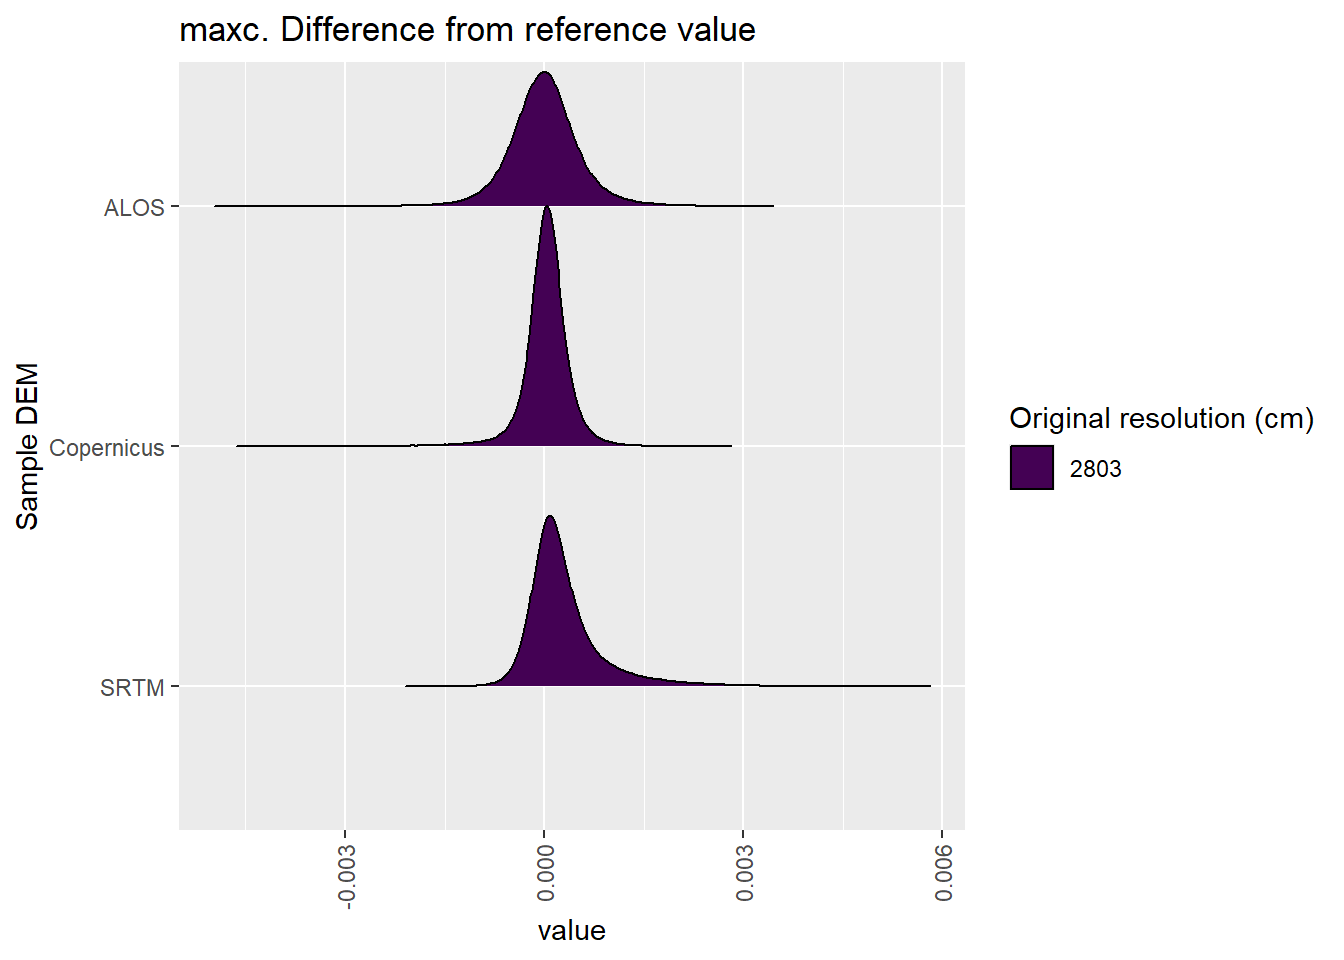 maxc. Difference from reference value
Sample DEM
ALOS
Copernicus
SRTM
-0.003
0.000
0.003
0.006
value
Original resolution (cm)
2803